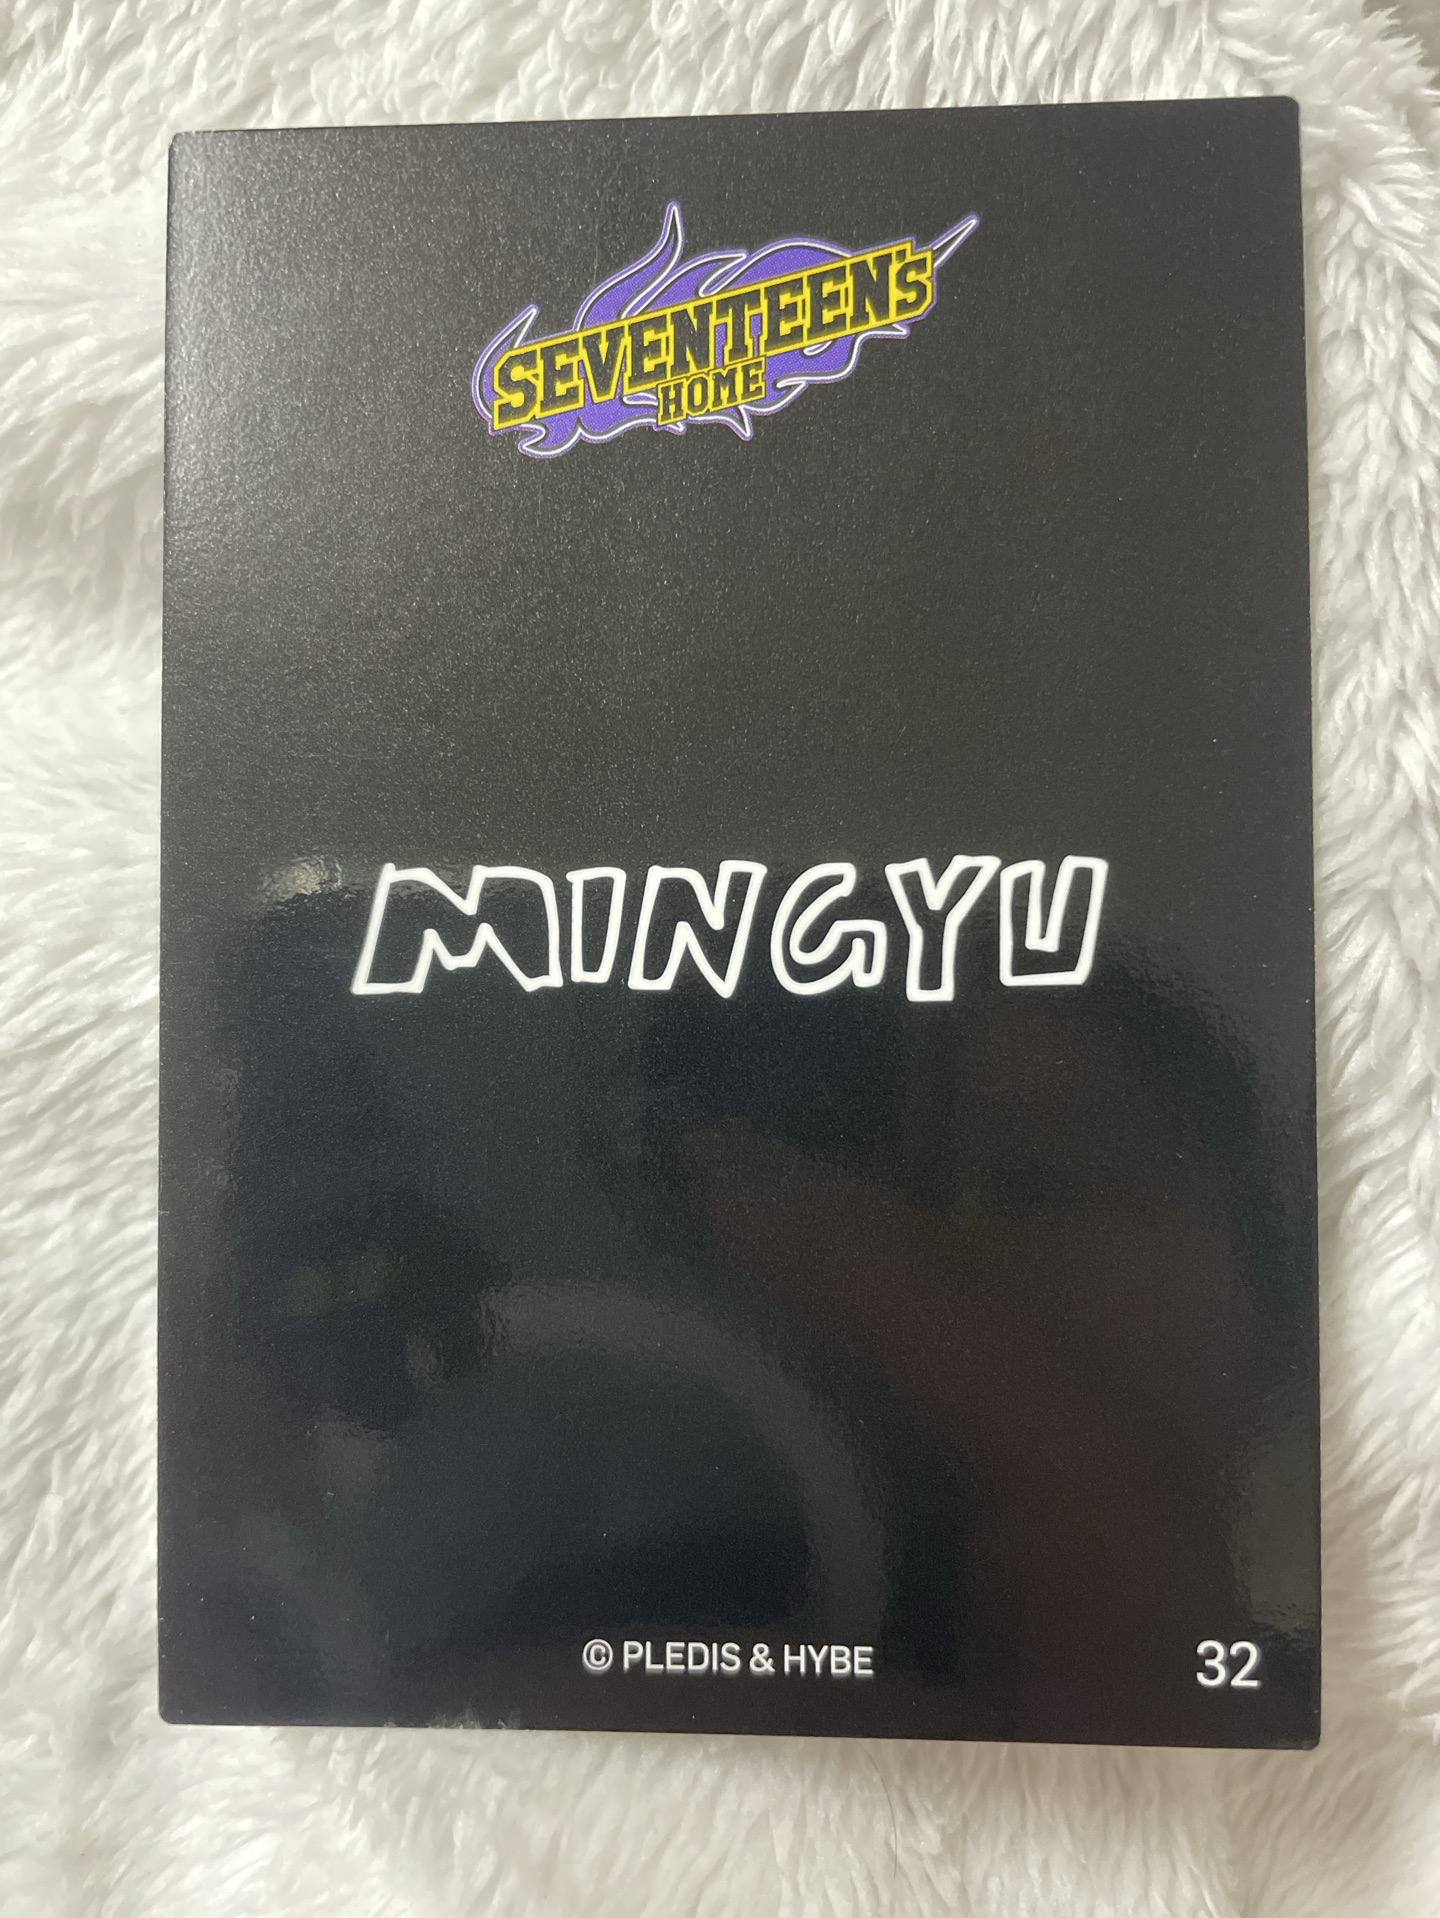 SEVENTEEN's
HOME
MINGYU
© PLEDIS & HYBE
32